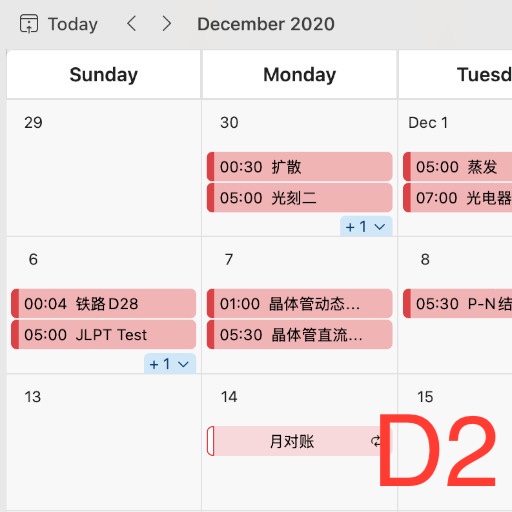 Today
December 2020
Sunday Monday Tuesd
29 30 Dec 1
00:30 扩散
05:00 蒸发
05:00 光刻二
07:00 光电器
+ 1
6 7 8
00:04 铁路D28
01:00 晶体管动态...
05:30 P-N结
05:00 JLPT Test
05:30 晶体管直流...
+ 1
13 14 15
月对账
D2